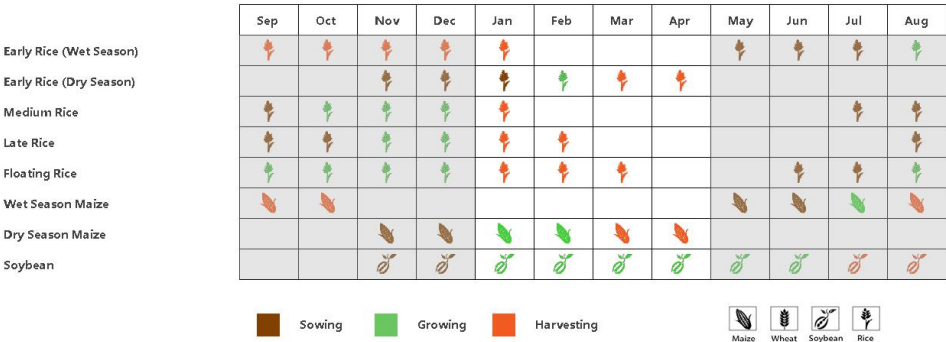 Sep Oct Nov Dec Jan Feb Mar Apr May Jun Jul Aug
Early Rice (Wet Season)
Early Rice (Dry Season)
Medium Rice
Late Rice
Floating Rice
Wet Season Maize
Dry Season Maize
Soybean
Sowing Growing Harvesting
Maize Wheat Soybean Rice